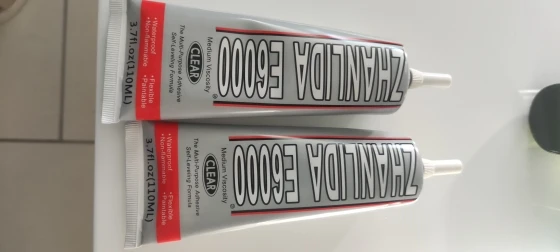 ZHANLIDA E6000
Medium Viscosity
CLEAR
The Multi-Purpose Adhesive
Self-Leveling Formula
•Waterproof •Flexible
•Non-flammable •Paintable
3.7fl.oz(110ML)
ZHANLIDA E6000®
Medium Viscosity
CLEAR
The Multi-Purpose Adhesive
Self-Leveling Formula
•Waterproof •Flexible
•Non-flammable •Paintable
3.7fl.oz(110ML)